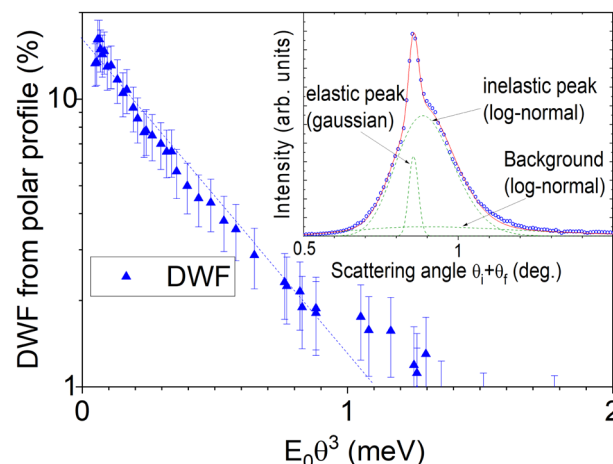 DWF from polar profile (%)
10
1
DWF
0
1
2
E₀θ³ (meV)
Intensity (arb. units)
elastic peak
(gaussian)
inelastic peak
(log-normal)
Background
(log-normal)
0.5
1
Scattering angle θᵢ+θf (deg.)